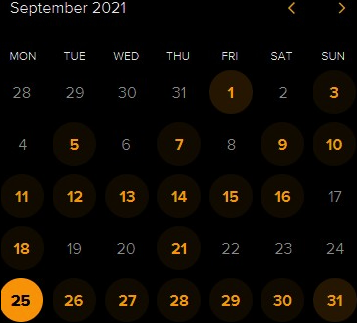 September 2021
MON TUE WED THU FRI SAT SUN
28 29 30 31 1 2 3
4 5 6 7 8 9 10
11 12 13 14 15 16 17
18 19 20 21 22 23 24
25 26 27 28 29 30 31